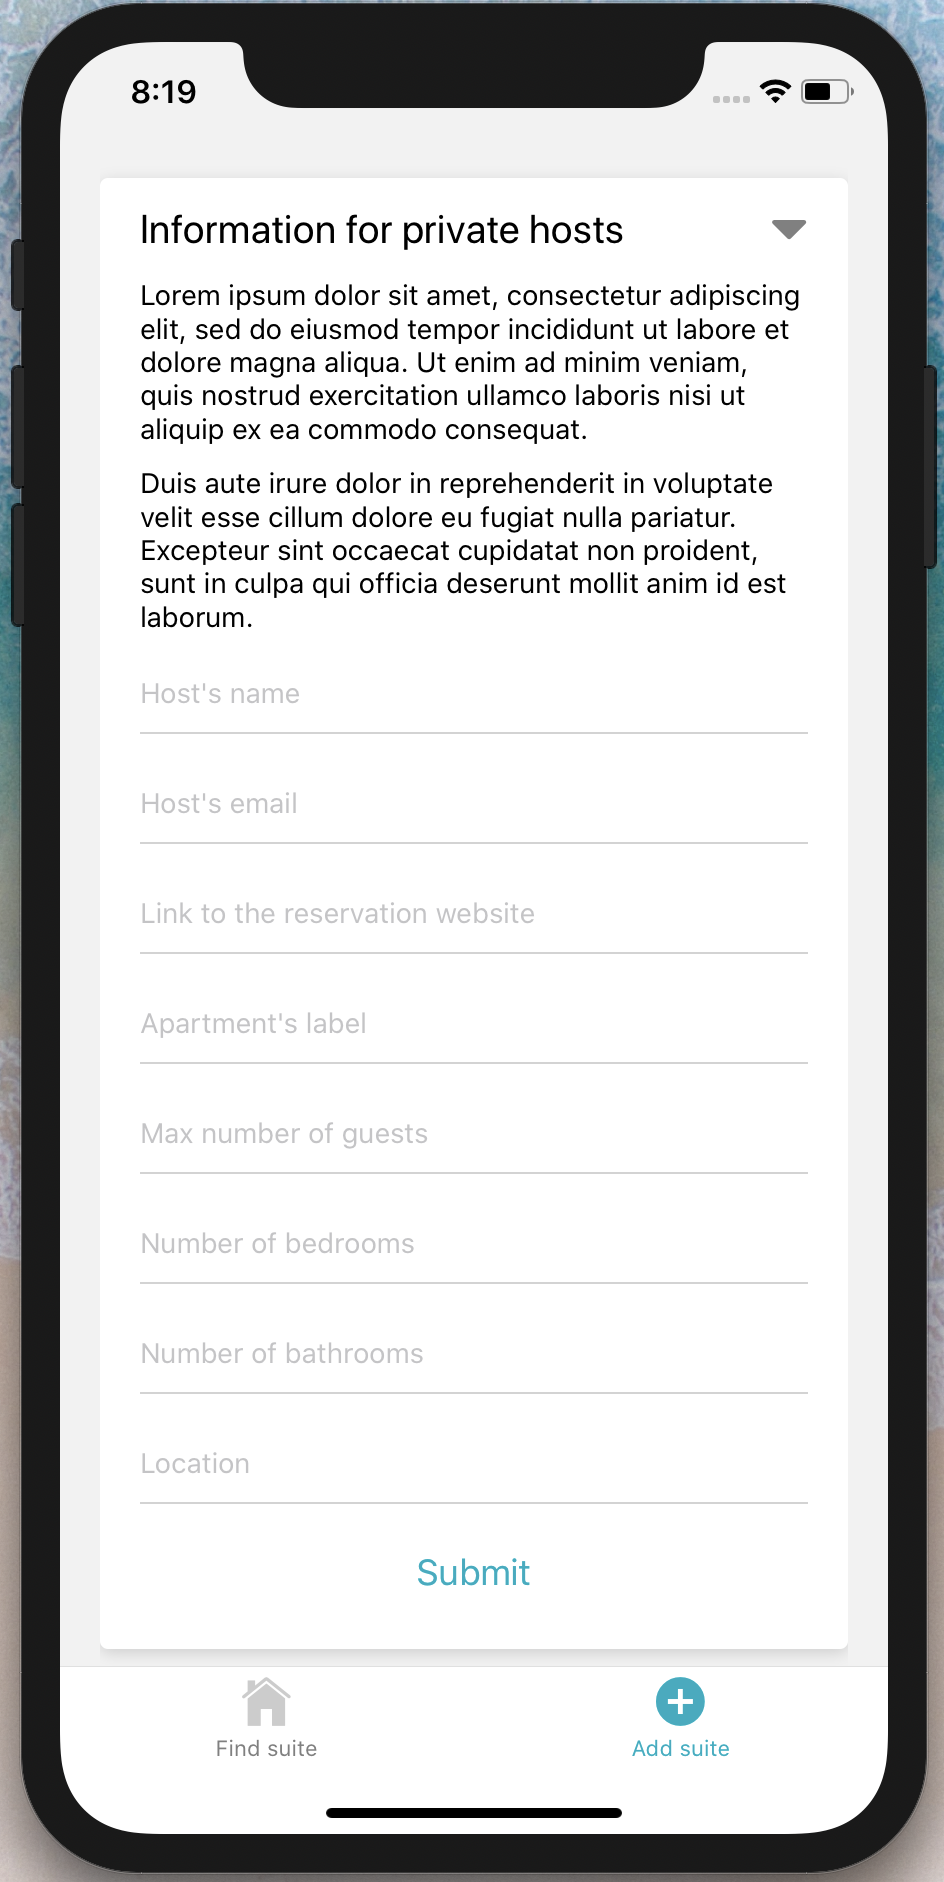 8:19
Information for private hosts
Lorem ipsum dolor sit amet, consectetur adipiscing
elit, sed do eiusmod tempor incididunt ut labore et
dolore magna aliqua. Ut enim ad minim veniam,
quis nostrud exercitation ullamco laboris nisi ut
aliquip ex ea commodo consequat.
Duis aute irure dolor in reprehenderit in voluptate
velit esse cillum dolore eu fugiat nulla pariatur.
Excepteur sint occaecat cupidatat non proident,
sunt in culpa qui officia deserunt mollit anim id est
laborum.
Host's name
Host's email
Link to the reservation website
Apartment's label
Max number of guests
Number of bedrooms
Number of bathrooms
Location
Submit
Find suite
Add suite